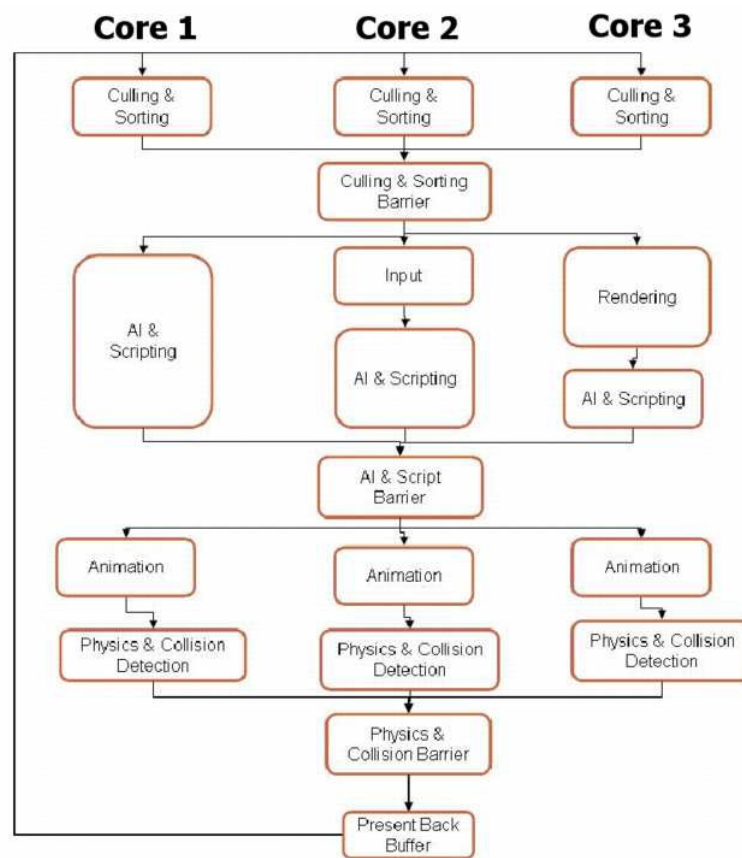 Core 1
Core 2
Core 3
Culling &
Sorting
Culling &
Sorting
Culling &
Sorting
Culling & Sorting
Barrier
AI &
Scripting
Input
Rendering
AI & Scripting
AI & Scripting
AI & Script
Barrier
Animation
Animation
Animation
Physics & Collision
Detection
Physics & Collision
Detection
Physics & Collision
Detection
Physics &
Collision Barrier
Present Back
Buffer